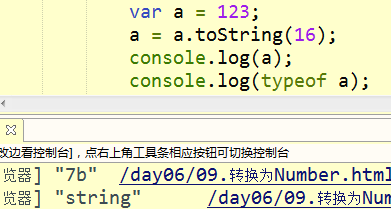 var a = 123;
a = a.toString(16);
console.log(a);
console.log(typeof a);
改边看控制台]，点右上角工具条相应按钮可切换控制台
览器] "7b" /day06/09.转换为Number.html
览器] "string" /day06/09.转换为Num